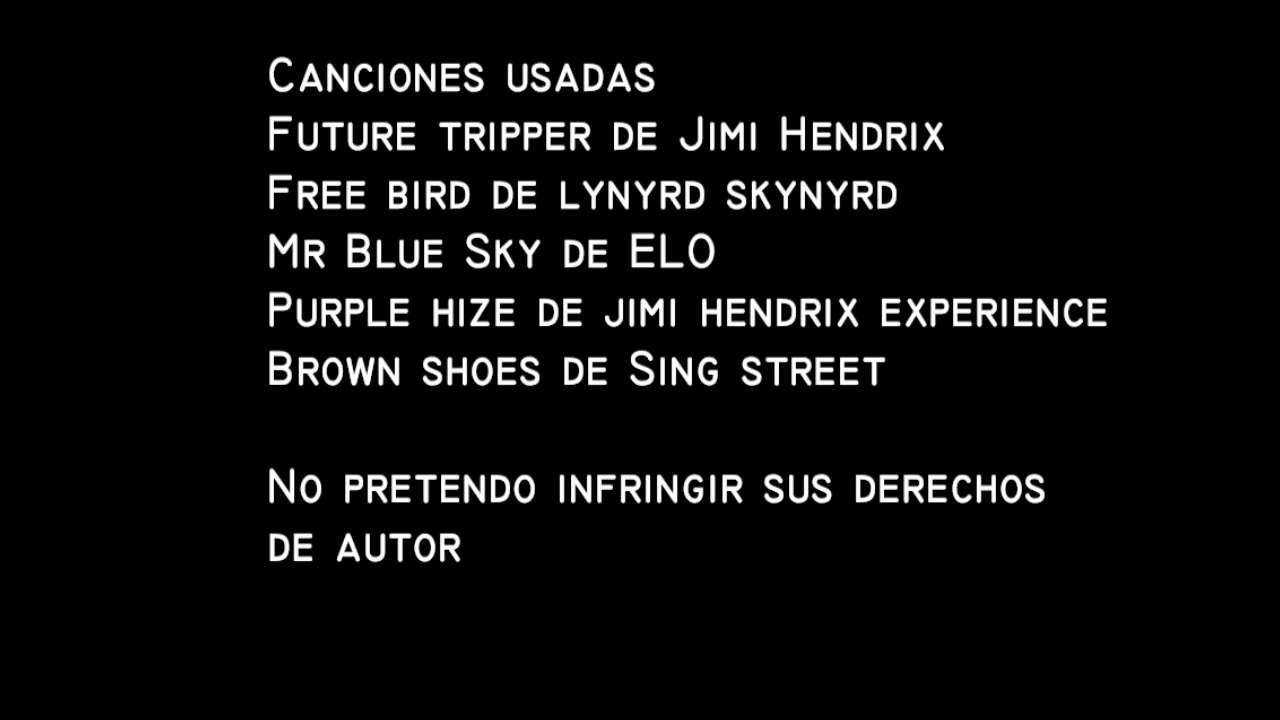 Canciones usadas
Future tripper de Jimi Hendrix
Free bird de lynyrd skynyrd
Mr Blue Sky de ELO
Purple hize de jimi hendrix experience
Brown shoes de Sing street
No pretendo infringir sus derechos
de autor